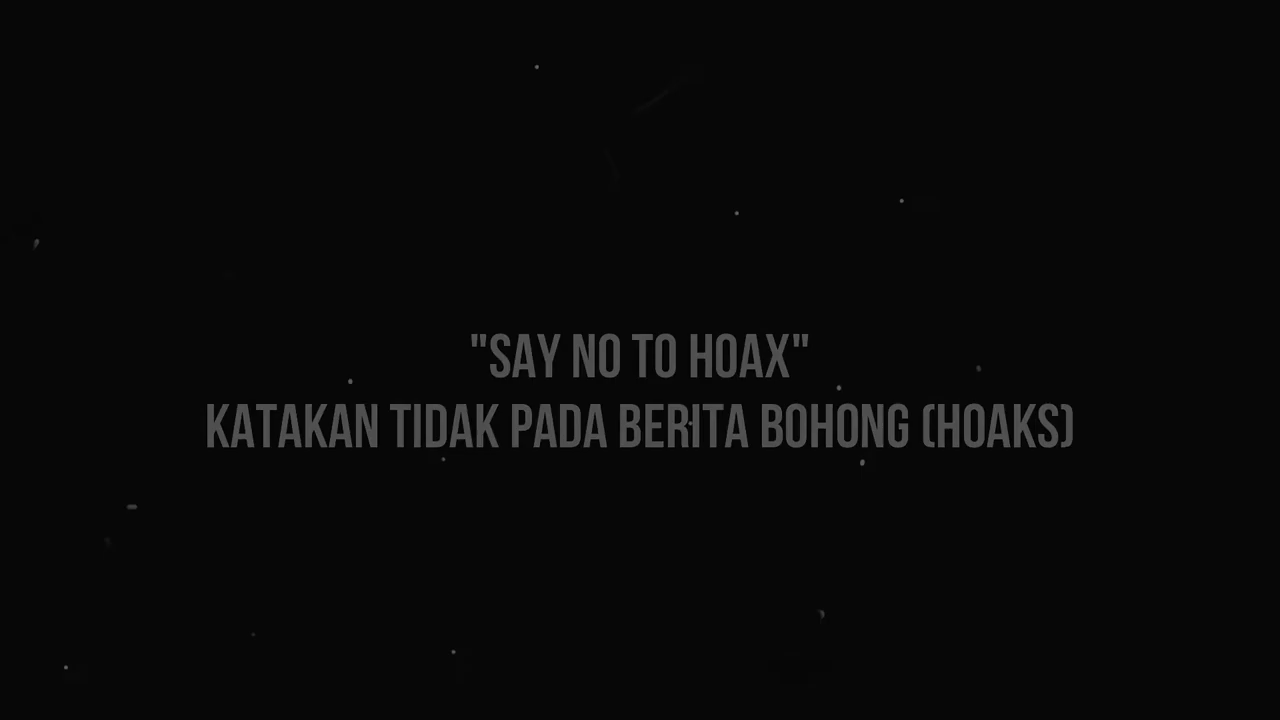 "SAY NO TO HOAX"
KATAKAN TIDAK PADA BERITA BOHONG (HOAKS)